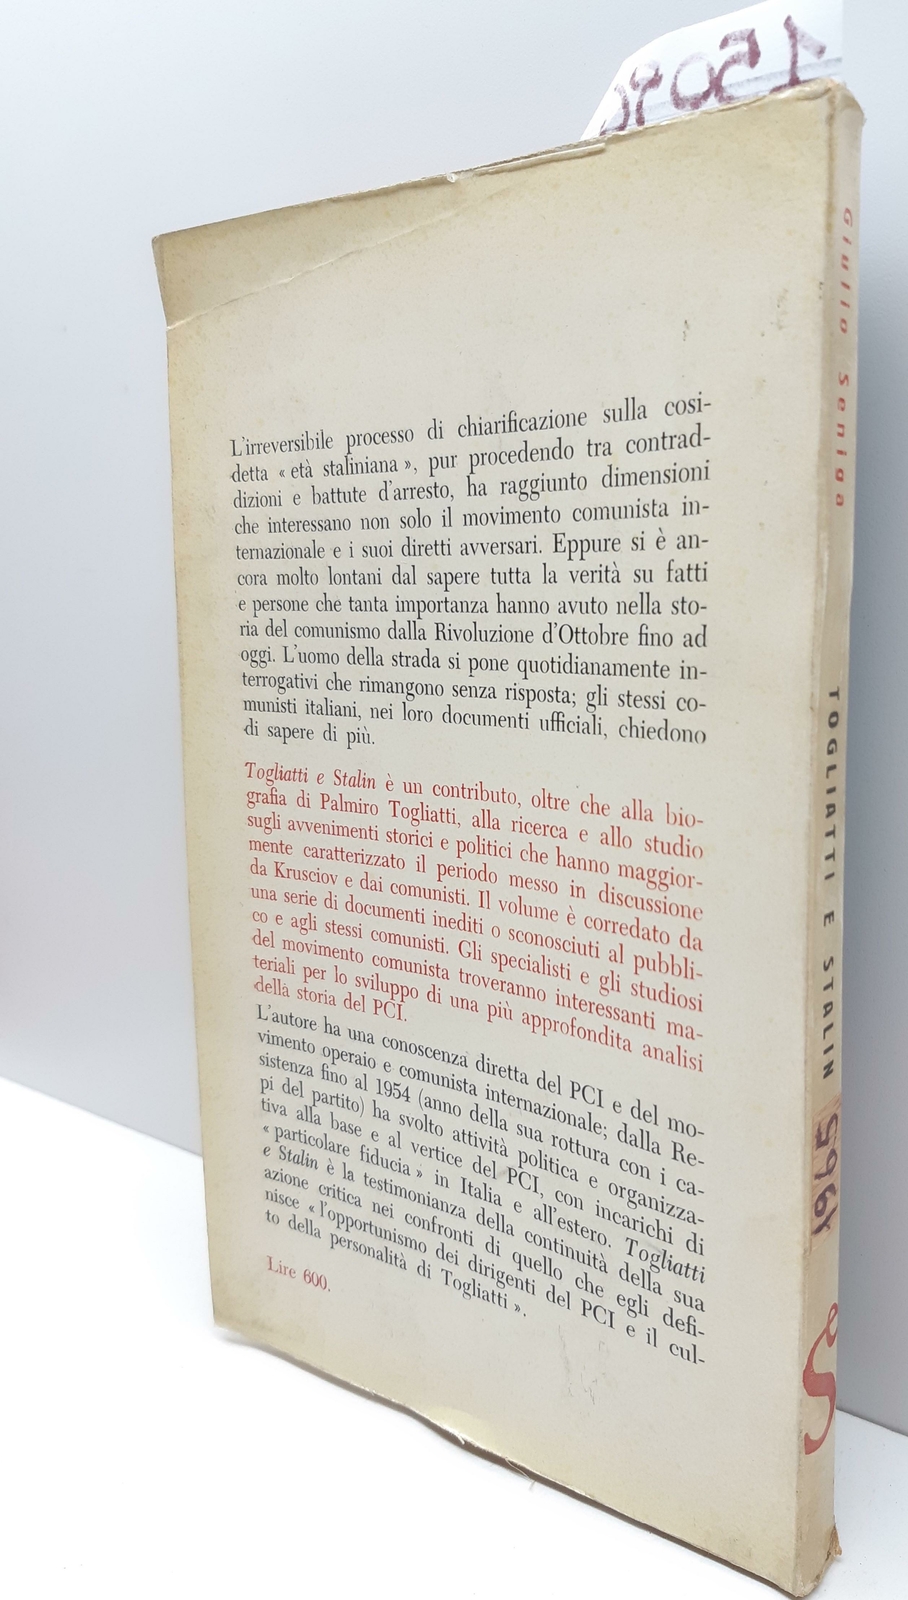 L'irreversibile processo di chiarificazione sulla cosi-
detta « età staliniana », pur procedendo tra contrad-
dizioni e battute d'arresto, ha raggiunto dimensioni
che interessano non solo il movimento comunista in-
ternazionale e i suoi diretti avversari. Eppure si è an-
cora molto lontani dal sapere tutta la verità su fatti
e persone che tanta importanza hanno avuto nella sto-
ria del comunismo dalla Rivoluzione d'Ottobre fino ad
oggi. L'uomo della strada si pone quotidianamente in-
terrogativi che rimangono senza risposta; gli stessi co-
munisti italiani, nei loro documenti ufficiali, chiedono
di sapere di più.
Togliatti e Stalin è un contributo, oltre che alla bio-
grafia di Palmiro Togliatti, alla ricerca e allo studio
sugli avvenimenti storici e politici che hanno maggior-
mente caratterizzato il periodo messo in discussione
da Krusciov e dai comunisti. Il volume è corredato da
una serie di documenti inediti o sconosciuti al pubbli-
co e agli stessi comunisti. Gli specialisti e gli studiosi
del movimento comunista troveranno interessanti ma-
teriali per lo sviluppo di una più approfondita analisi
della storia del PCI.
L'autore ha una conoscenza diretta del PCI e del mo-
vimento operaio e comunista internazionale; dalla Re-
sistenza fino al 1954 (anno della sua rottura con i ca-
pi del partito) ha svolto attività politica e organizza-
tiva alla base e al vertice del PCI, con incarichi di
« particolare fiducia » in Italia e all'estero. Togliatti
e Stalin è la testimonianza della continuità della sua
azione critica nei confronti di quello che egli defi-
nisce « l'opportunismo dei dirigenti del PCI e il cul-
to della personalità di Togliatti ».
Lire 600.
Giulio Seniga
TOGLIATTI E STALIN